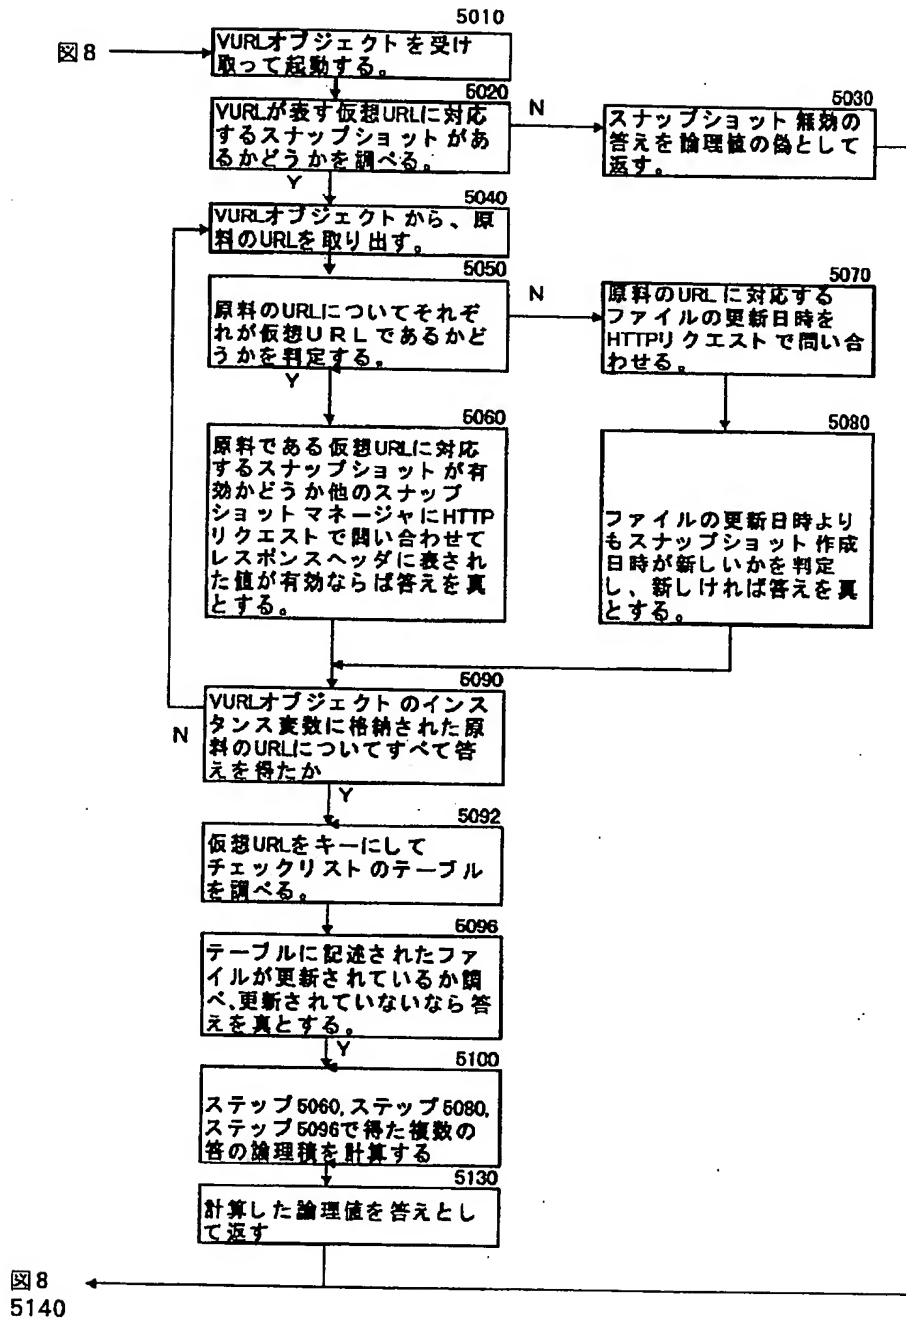 5010
図8
VURLオブジェクトを受け
取って起動する。
5020
VURLが表す仮想URLに対応
するスナップショットがあ
るかどうかを調べる。
N
5030
スナップショット無効の
答えを論理値の偽として
返す。
Y
5040
VURLオブジェクトから、原
料のURLを取り出す。
5050
原料のURLについてそれぞ
れが仮想URLであるかど
うかを判定する。
N
5070
原料のURLに対応する
ファイルの更新日時を
HTTPリクエストで問い合
わせる。
Y
5060
原料である仮想URLに対応
するスナップショットが有
効かどうか他のスナップ
ショットマネージャにHTTP
リクエストで問い合わせて
レスポンスヘッダに表され
た値が有効ならば答えを真
とする。
5080
ファイルの更新日時より
もスナップショット作成
日時が新しいかを判定
し、新しければ答えを真
とする。
5090
VURLオブジェクトのインス
タンス変数に格納された原
料のURLについてすべて答
えを得たか
N
Y
5092
仮想URLをキーにして
チェックリストのテーブル
を調べる。
5096
テーブルに記述されたファ
イルが更新されているか調
べ、更新されていないなら答
えを真とする。
Y
5100
ステップ5060,ステップ5080,
ステップ5096で得た複数の
答の論理積を計算する
5130
計算した論理値を答えとし
て返す
図8
5140